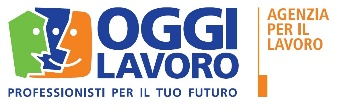 OGGI
LAVORO
PROFESSIONISTI PER IL TUO FUTURO
AGENZIA
PER IL
LAVORO